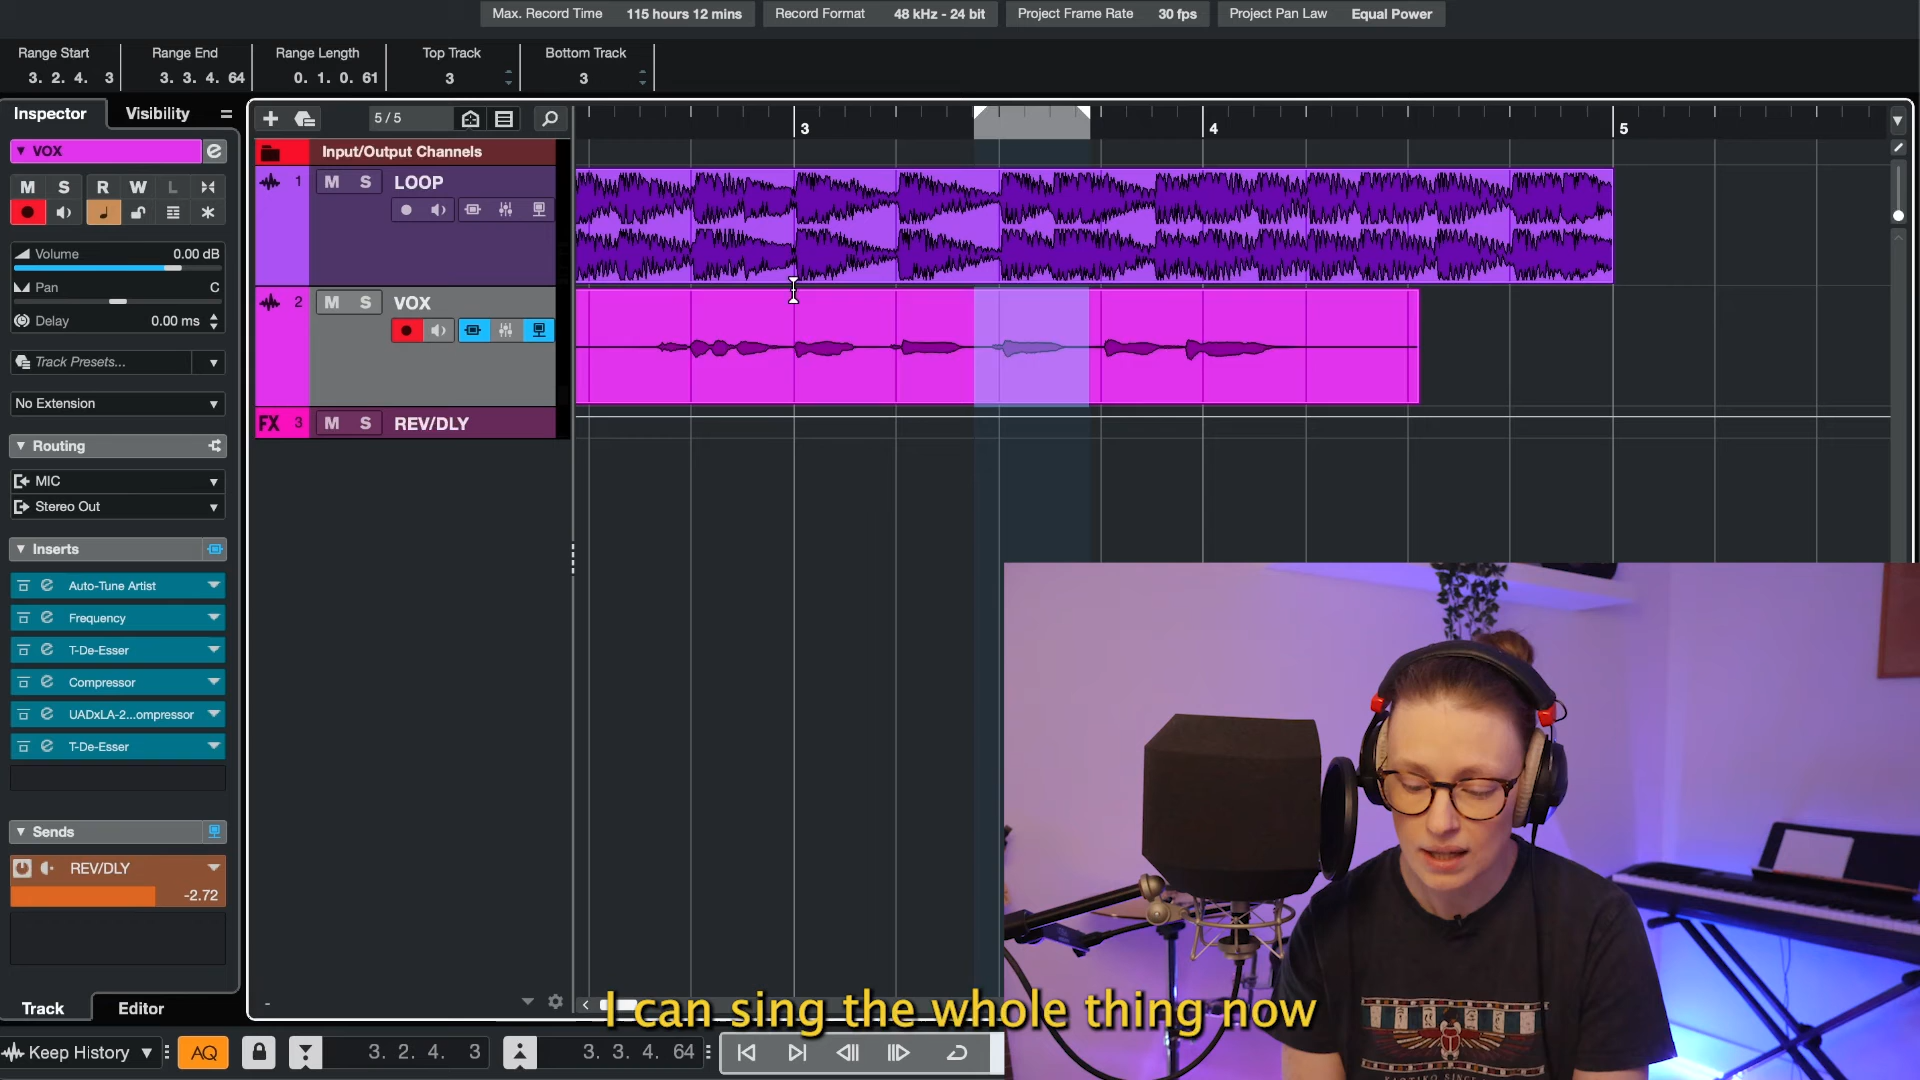 Max. Record Time 115 hours 12 mins Record Format 48 kHz - 24 bit Project Frame Rate 30 fps Project Pan Law Equal Power
Range Start Range End Range Length Top Track Bottom Track
3. 2. 4. 3 3. 3. 4. 64 0. 1. 0. 61 3 3
Inspector Visibility
5 / 5
3 4 5
VOX
Input/Output Channels
M S R W L
1 M S LOOP
Volume 0.00 dB
Pan C
Delay 0.00 ms
2 M S VOX
Track Presets...
No Extension
FX 3 M S REV/DLY
Routing
MIC
Stereo Out
Inserts
Auto-Tune Artist
Frequency
T-De-Esser
Compressor
UADxLA-2...ompressor
T-De-Esser
Sends
REV/DLY
-2.72
Track Editor
I can sing the whole thing now
Keep History AQ 3. 2. 4. 3 3. 3. 4. 64